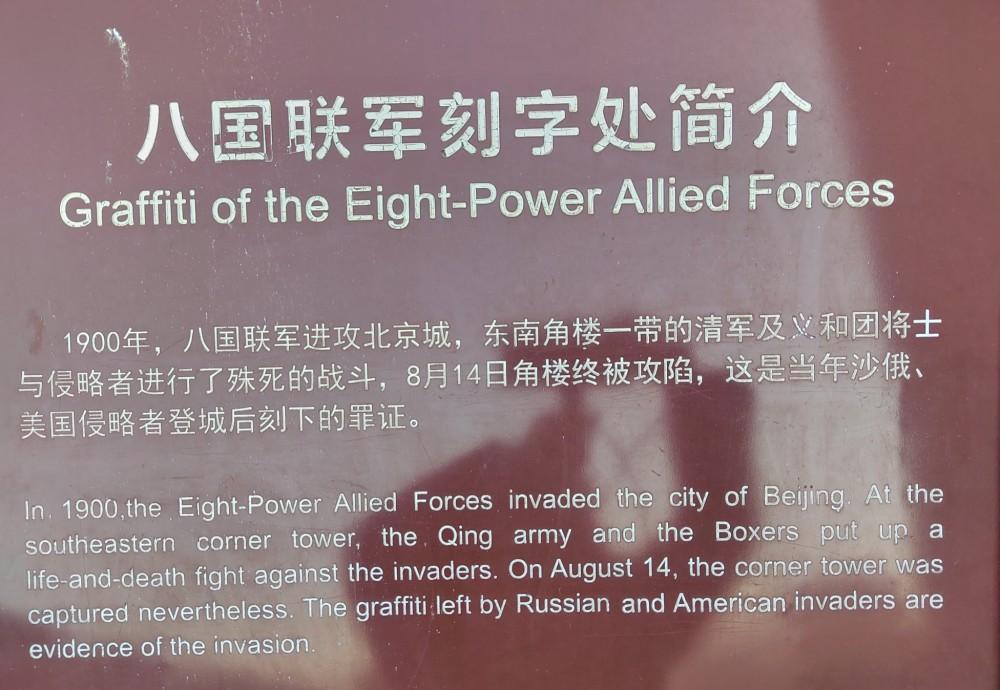 八国联军刻字处简介
Graffiti of the Eight-Power Allied Forces
1900年，八国联军进攻北京城，东南角楼一带的清军及义和团将士
与侵略者进行了殊死的战斗，8月14日角楼终被攻陷，这是当年沙俄、
美国侵略者登城后刻下的罪证。
In 1900,the Eight-Power Allied Forces invaded the city of Beijing. At the
southeastern corner tower, the Qing army and the Boxers put up a
life-and-death fight against the invaders. On August 14, the corner tower was
captured nevertheless. The graffiti left by Russian and American invaders are
evidence of the invasion.